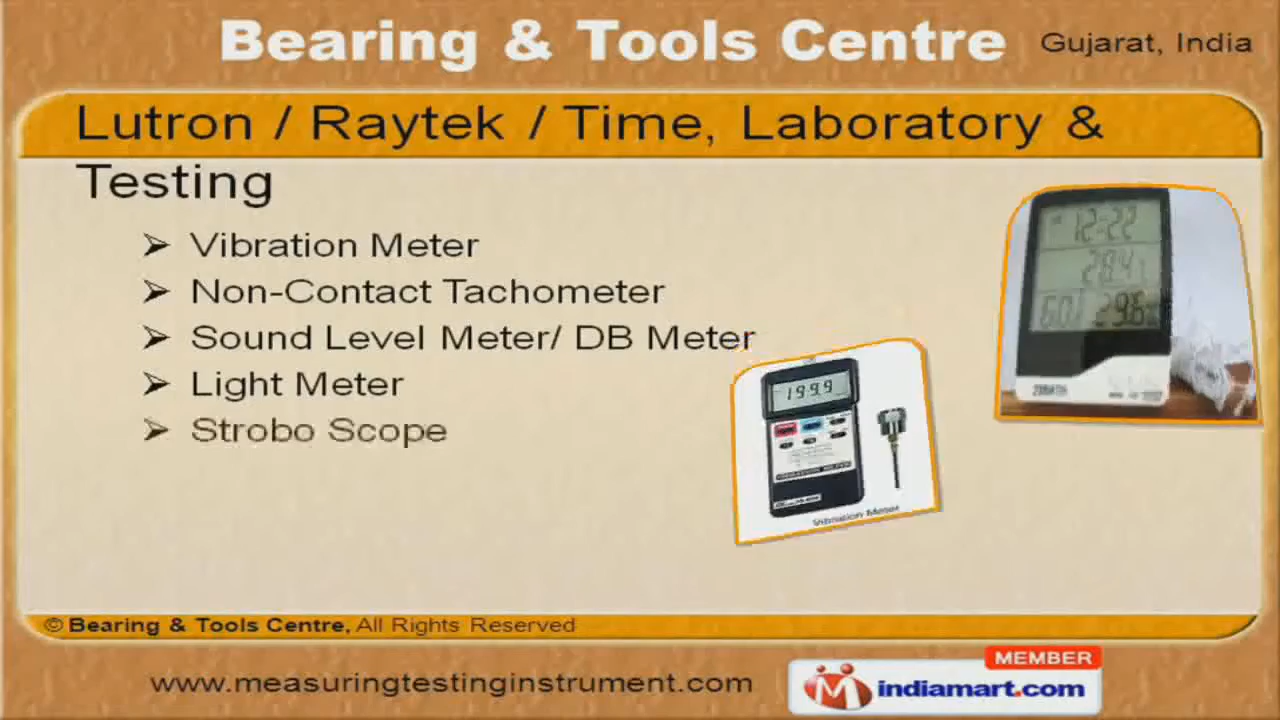 Bearing & Tools Centre Gujarat, India
Lutron / Raytek / Time, Laboratory &
Testing
➢ Vibration Meter
➢ Non-Contact Tachometer
➢ Sound Level Meter/ DB Meter
➢ Light Meter
➢ Strobo Scope
12-22
28.4
60.1 29.6
1999
Vibration Meter
© Bearing & Tools Centre, All Rights Reserved
www.measuringtestinginstrument.com
MEMBER
indiamart.com